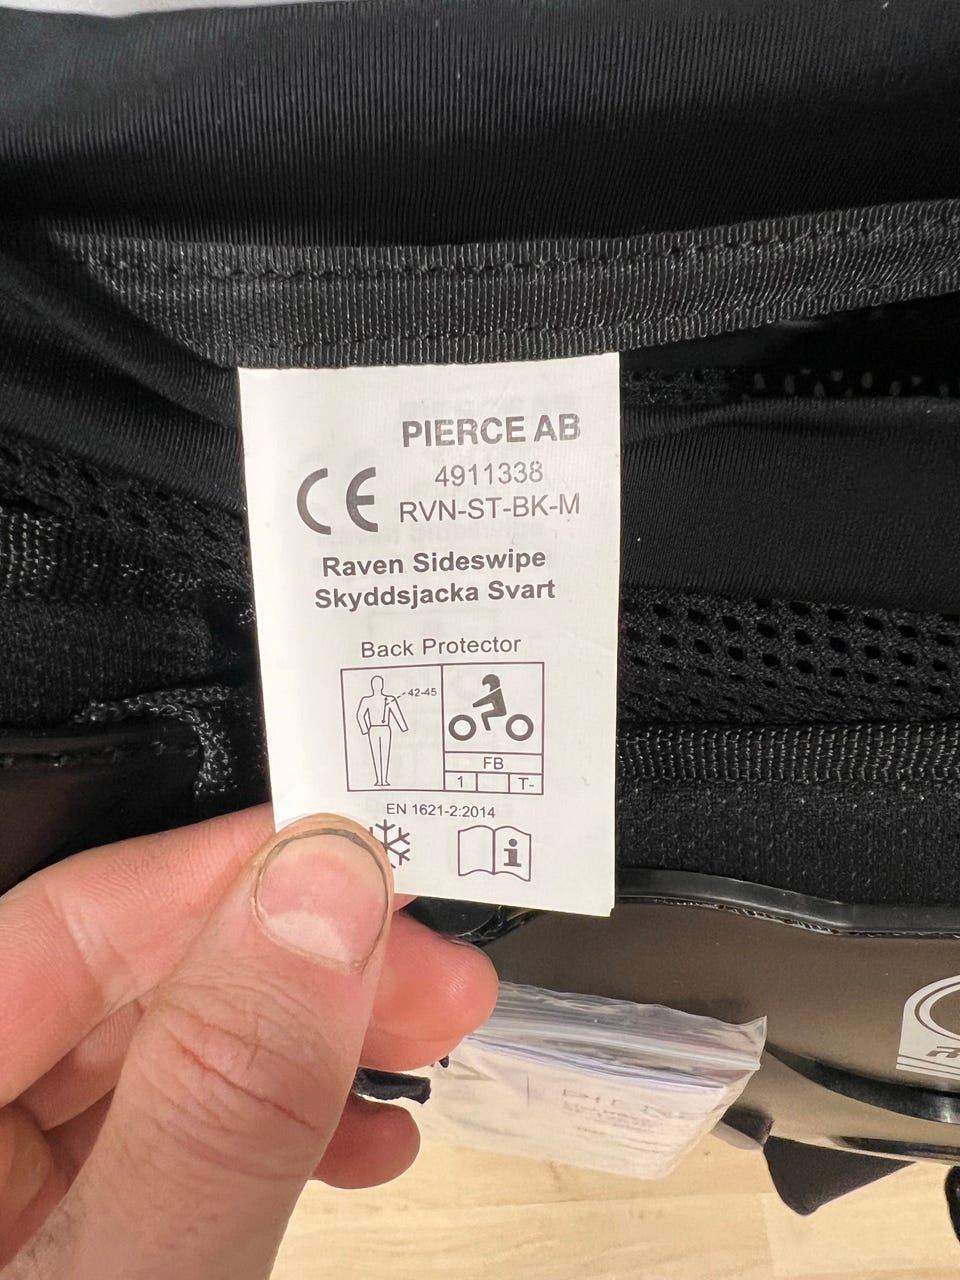 PIERCE AB
4911338
CE RVN-ST-BK-M
Raven Sideswipe
Skyddsjacka Svart
Back Protector
42-45
FB
1 T-
EN 1621-2:2014
i